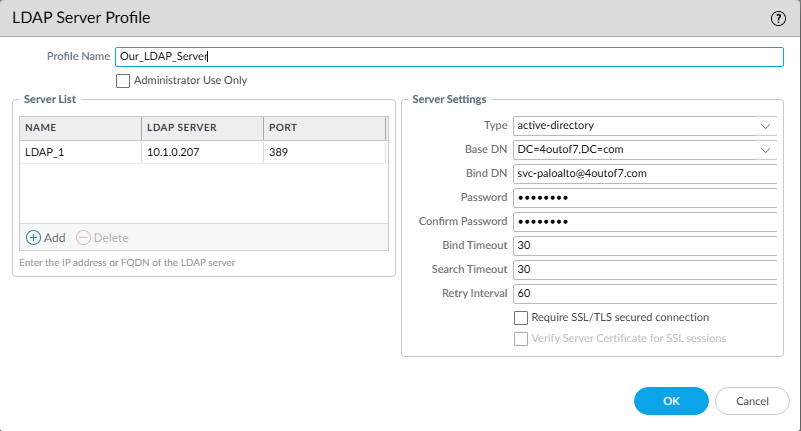 LDAP Server Profile
Profile Name Our_LDAP_Server
Administrator Use Only
Server List
NAME LDAP SERVER PORT
LDAP_1 10.1.0.207 389
Add Delete
Enter the IP address or FQDN of the LDAP server
Server Settings
Type active-directory
Base DN DC=4outof7,DC=com
Bind DN svc-paloalto@4outof7.com
Password ••••••••
Confirm Password ••••••••
Bind Timeout 30
Search Timeout 30
Retry Interval 60
Require SSL/TLS secured connection
Verify Server Certificate for SSL sessions
OK Cancel